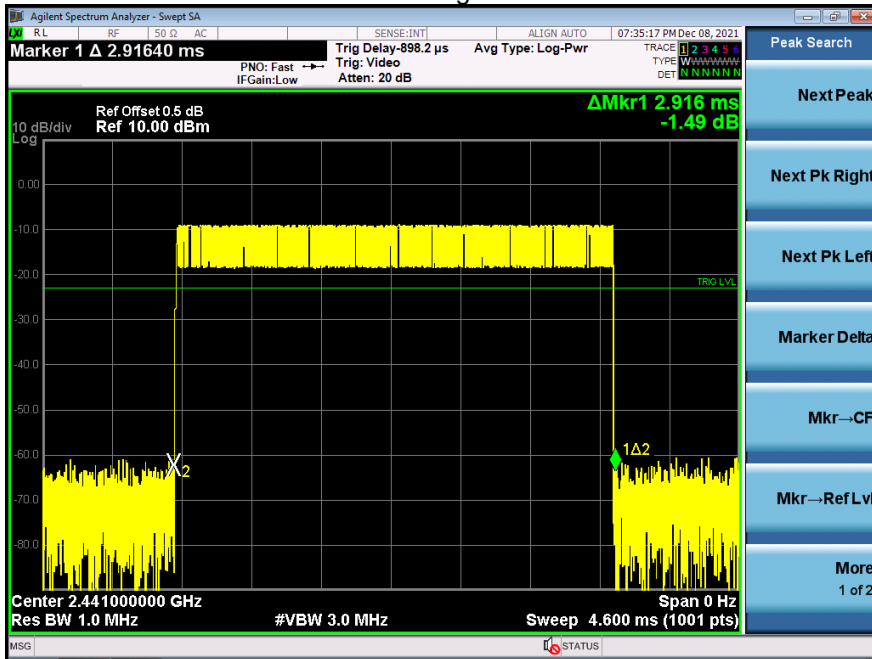 Agilent Spectrum Analyzer - Swept SA
LXI RL RF 50 Ω AC SENSE:INT ALIGN AUTO 07:35:17 PM Dec 08, 2021
Marker 1 Δ 2.91640 ms
PNO: Fast
IFGain:Low
Trig Delay-898.2 µs
Trig: Video
Atten: 20 dB
Avg Type: Log-Pwr
TRACE 1 2 3 4 5 6
TYPE WWWWWW
DET N N N N N N
Peak Search
ΔMkr1 2.916 ms
-1.49 dB
Ref Offset 0.5 dB
10 dB/div Ref 10.00 dBm
Log
0.00
-10.0
-20.0
TRIG LVL
-30.0
-40.0
-50.0
-60.0
1Δ2
X2
-70.0
-80.0
Center 2.441000000 GHz Span 0 Hz
Res BW 1.0 MHz #VBW 3.0 MHz Sweep 4.600 ms (1001 pts)
MSG STATUS
Next Peak
Next Pk Right
Next Pk Left
Marker Delta
Mkr→CF
Mkr→Ref Lvl
More
1 of 2